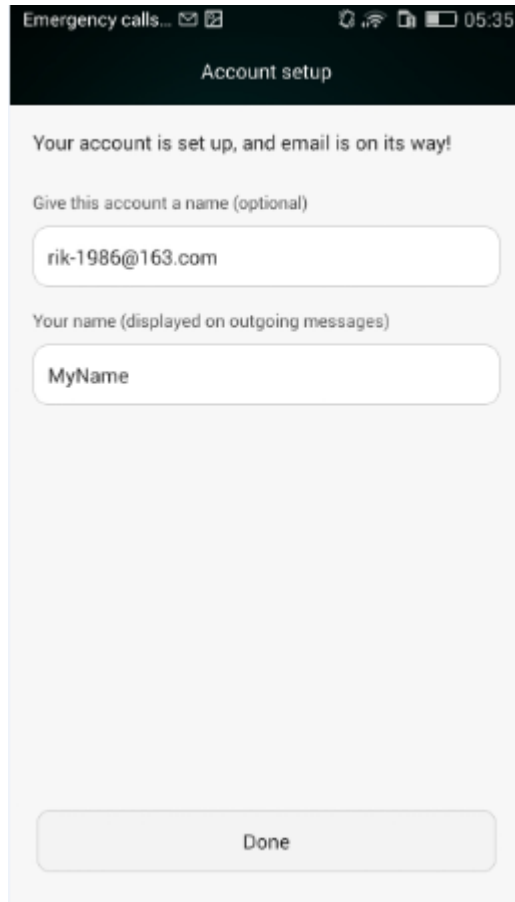 Emergency calls... 05:35
Account setup
Your account is set up, and email is on its way!
Give this account a name (optional)
rik-1986@163.com
Your name (displayed on outgoing messages)
MyName
Done